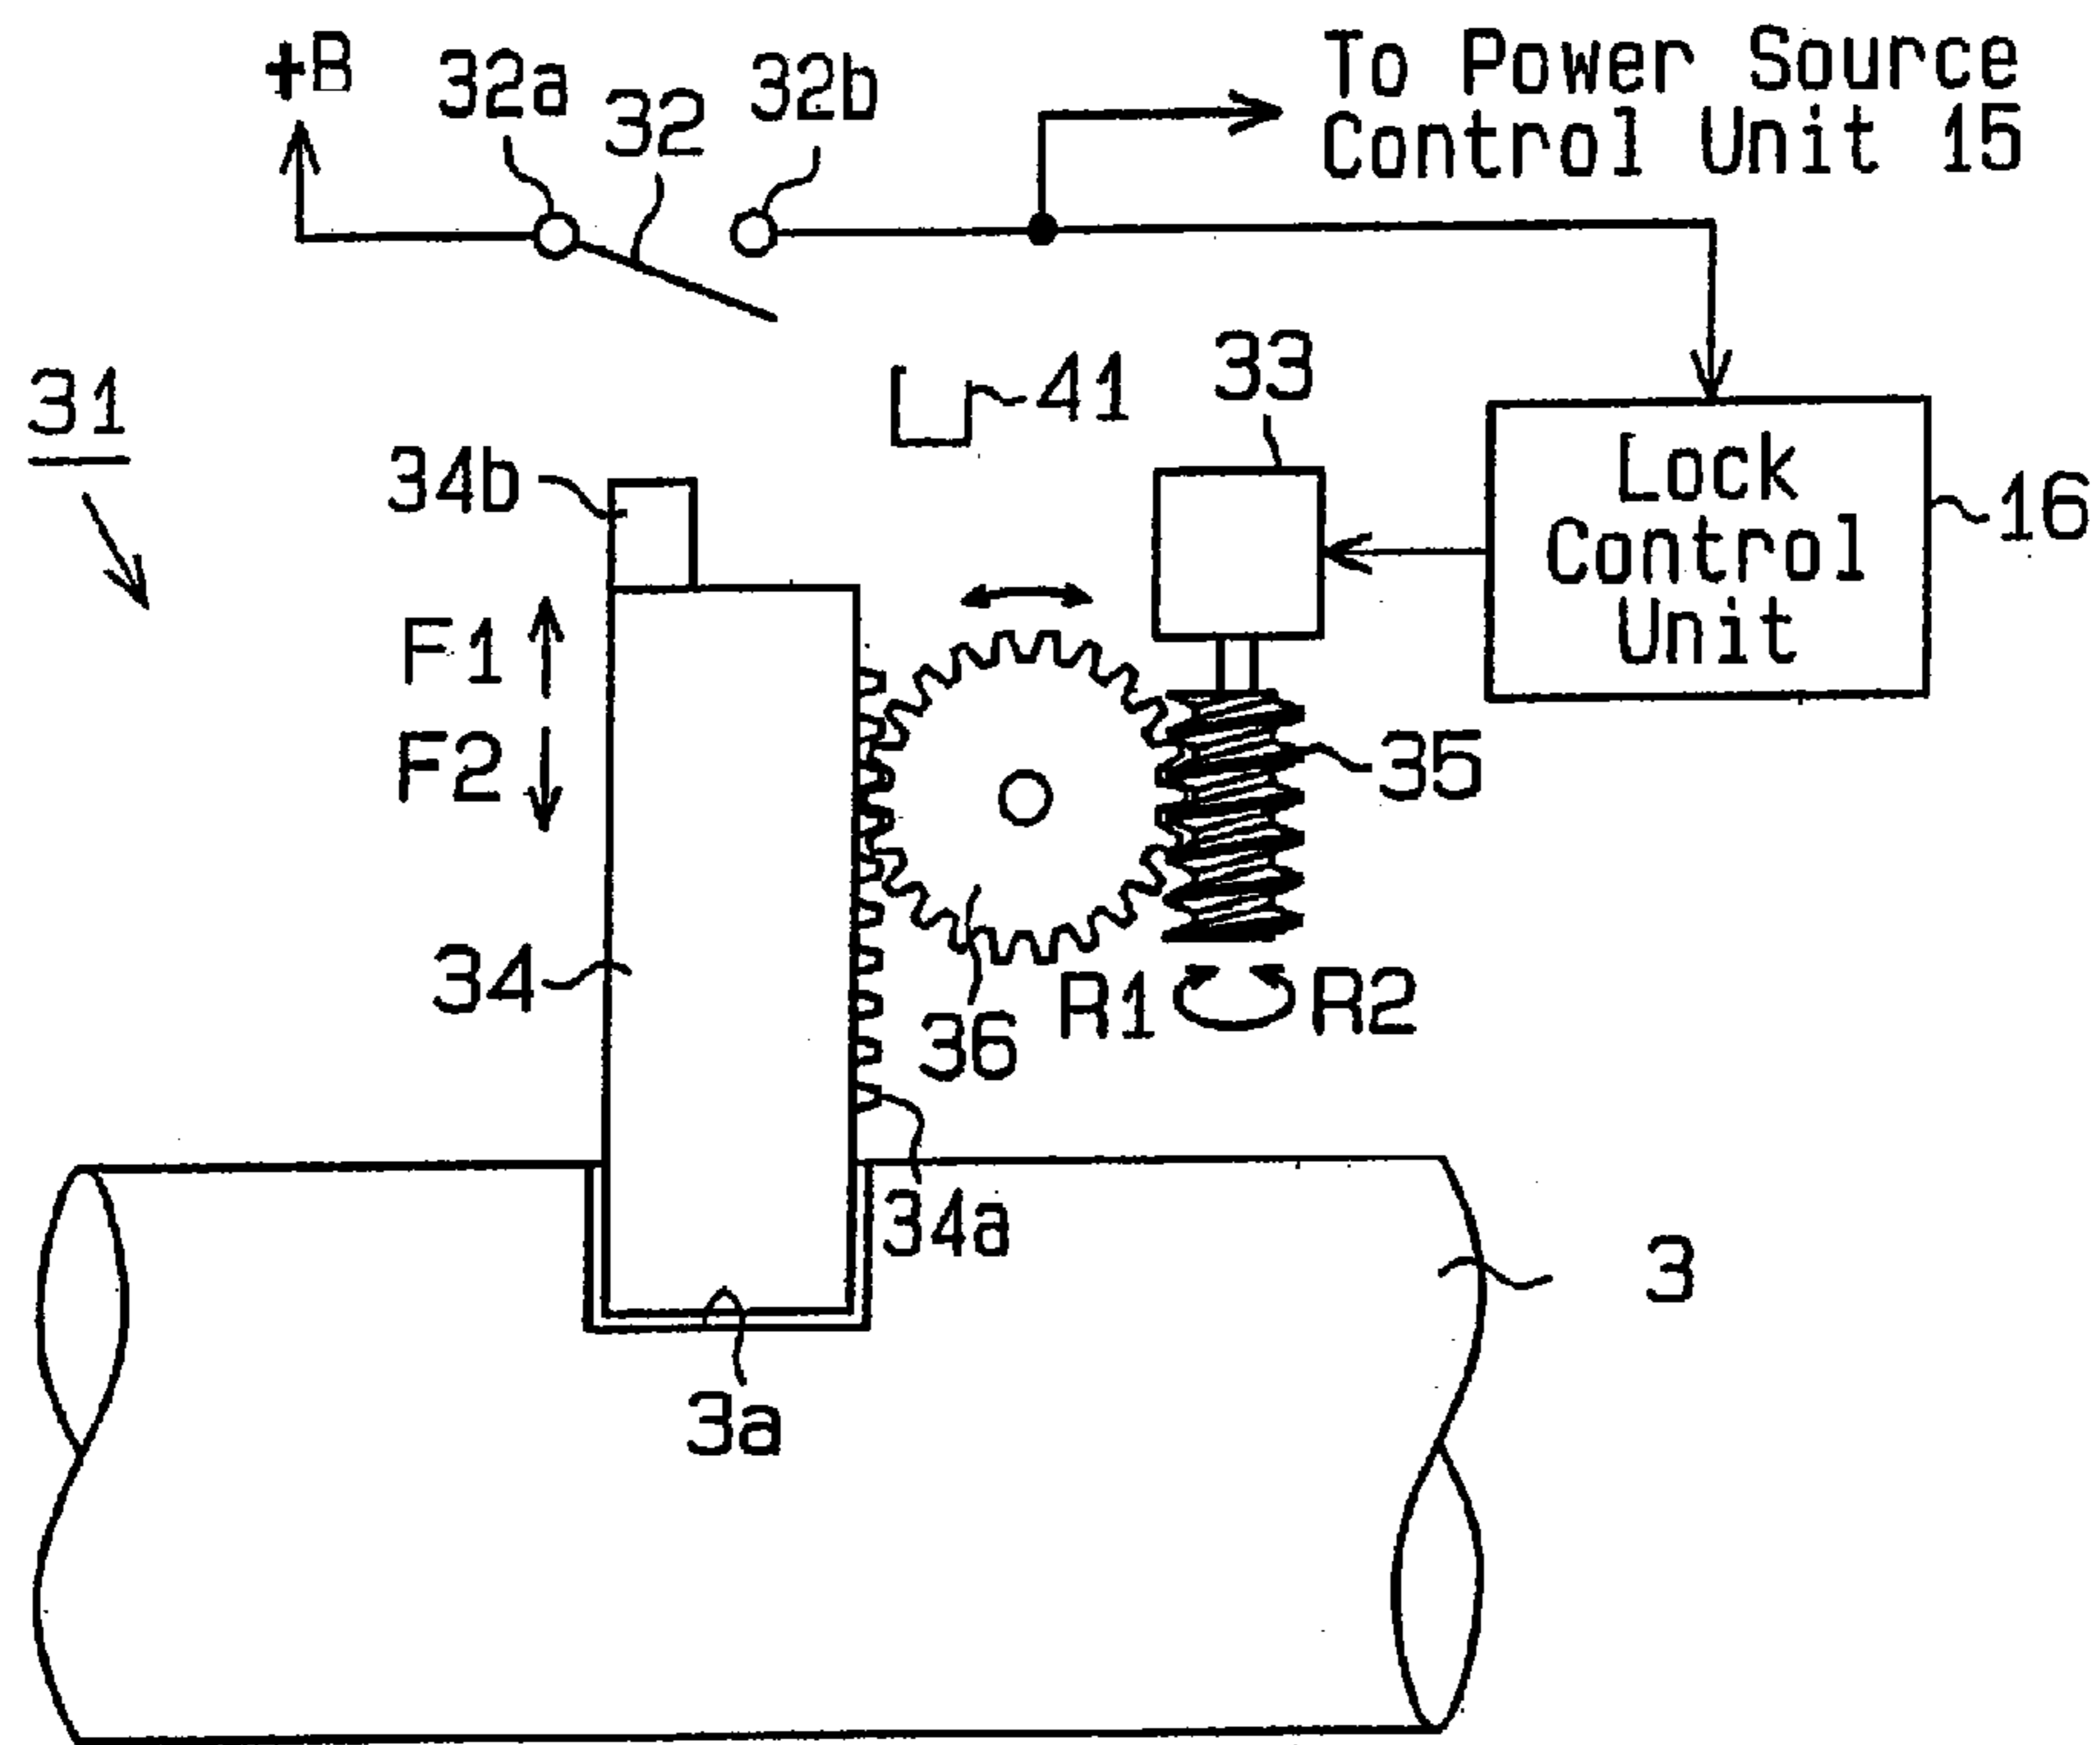 +B
32a
32
32b
To Power Source
Control Unit 15
31
41
33
34b
Lock
Control
Unit
16
F1
F2
35
34
36
R1
R2
34a
3
3a